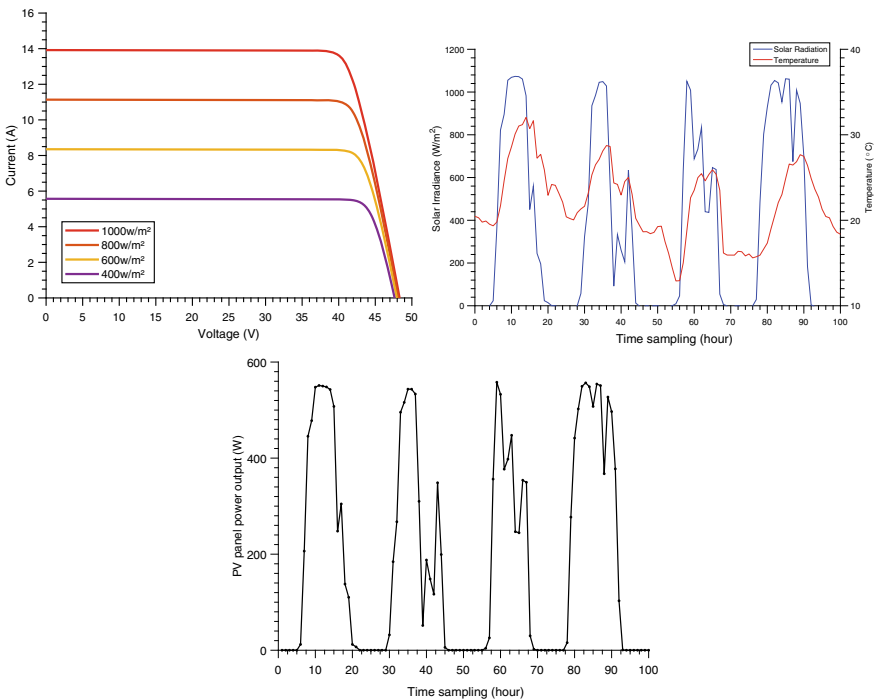 16
14
12
10
8
6
4
2
0
Current (A)
1000w/m²
800w/m²
600w/m²
400w/m²
0 5 10 15 20 25 30 35 40 45 50
Voltage (V)
Solar Radiation
Temperature
1200
1000
800
600
400
200
0
Solar Irradiance (W/m²)
40
30
20
10
Temperature (°C)
0 10 20 30 40 50 60 70 80 90 100
Time sampling (hour)
600
400
200
0
PV panel power output (W)
10 20 30 40 50 60 70 80 90 100
Time sampling (hour)